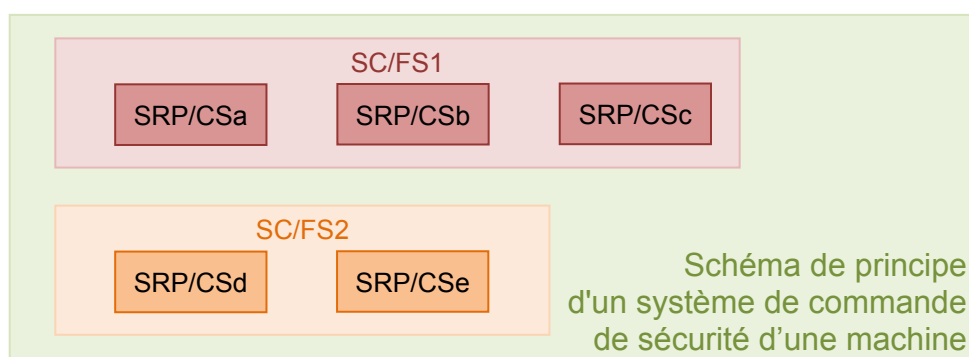 SC/FS1
SRP/CSa
SRP/CSb
SRP/CSc
SC/FS2
SRP/CSd
SRP/CSe
Schéma de principe
d'un système de commande
de sécurité d’une machine